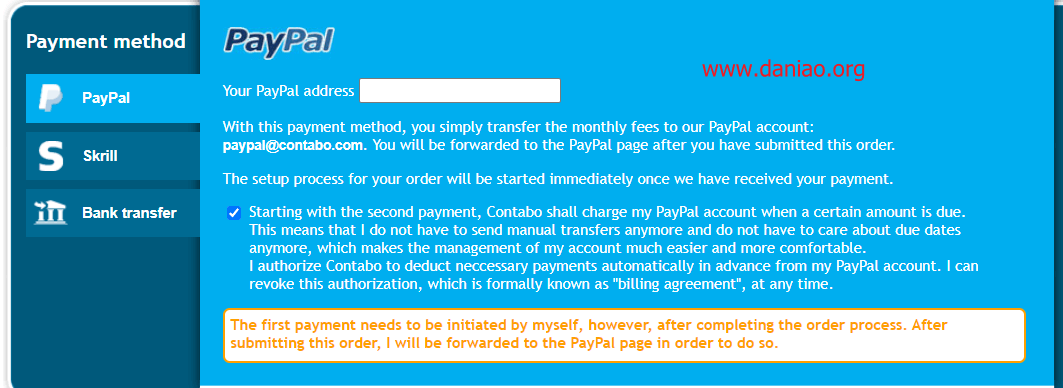 Payment method
PayPal
Skrill
Bank transfer
PayPal
www.daniao.org
Your PayPal address
With this payment method, you simply transfer the monthly fees to our PayPal account:
paypal@contabo.com. You will be forwarded to the PayPal page after you have submitted this order.
The setup process for your order will be started immediately once we have received your payment.
Starting with the second payment, Contabo shall charge my PayPal account when a certain amount is due.
This means that I do not have to send manual transfers anymore and do not have to care about due dates
anymore, which makes the management of my account much easier and more comfortable.
I authorize Contabo to deduct neccessary payments automatically in advance from my PayPal account. I can
revoke this authorization, which is formally known as "billing agreement", at any time.
The first payment needs to be initiated by myself, however, after completing the order process. After
submitting this order, I will be forwarded to the PayPal page in order to do so.